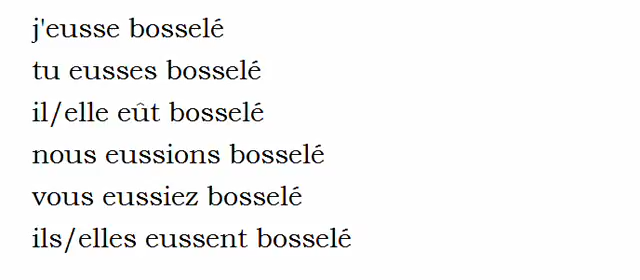 j'eusse bosselé
tu eusses bosselé
il/elle eût bosselé
nous eussions bosselé
vous eussiez bosselé
ils/elles eussent bosselé